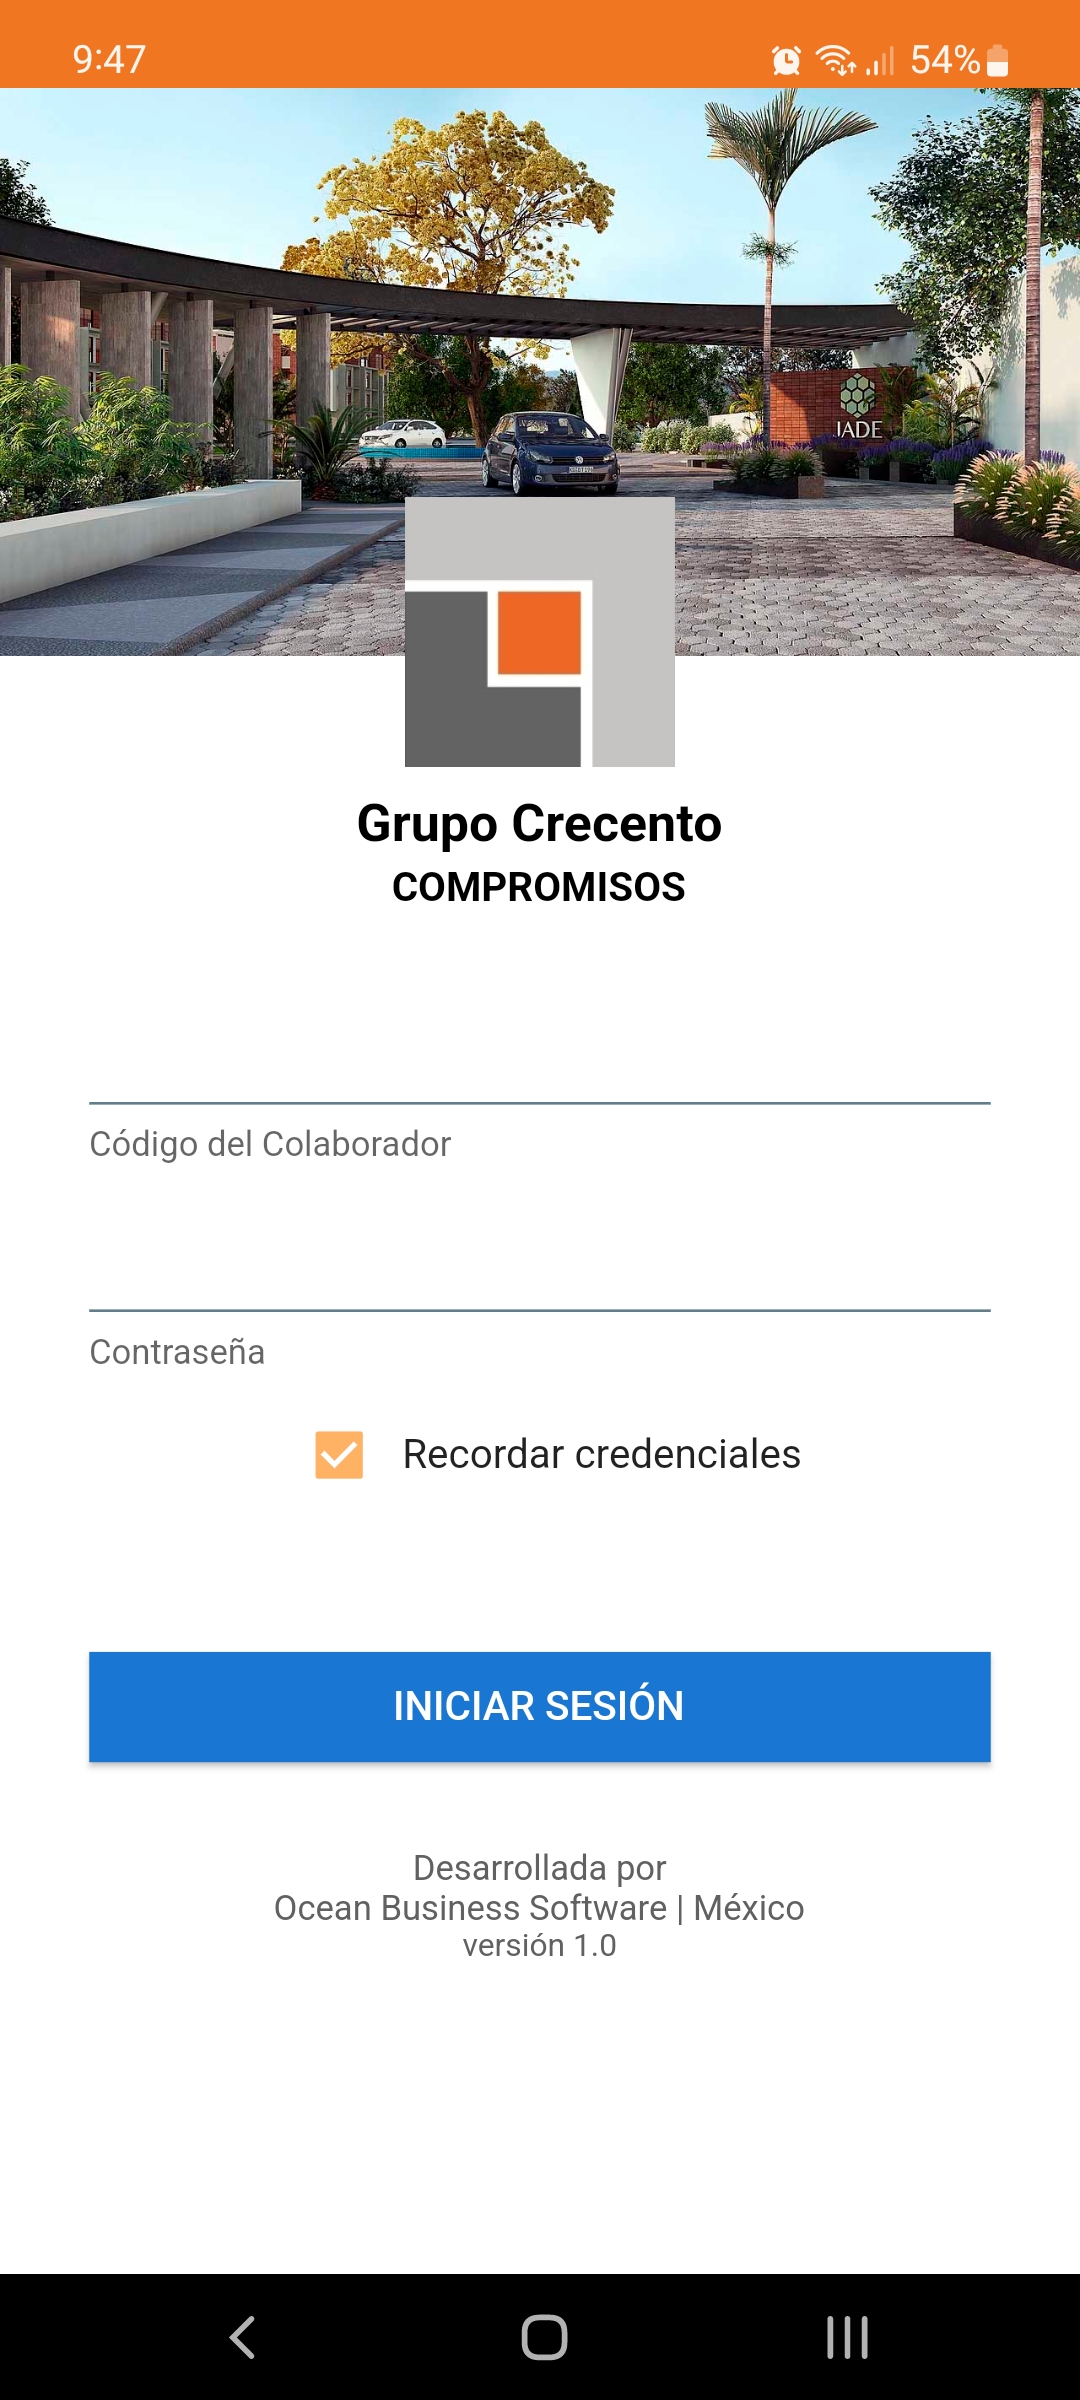 9:47
54%
JADE
Grupo Crecento
COMPROMISOS
Código del Colaborador
Contraseña
Recordar credenciales
INICIAR SESIÓN
Desarrollada por
Ocean Business Software | México
versión 1.0